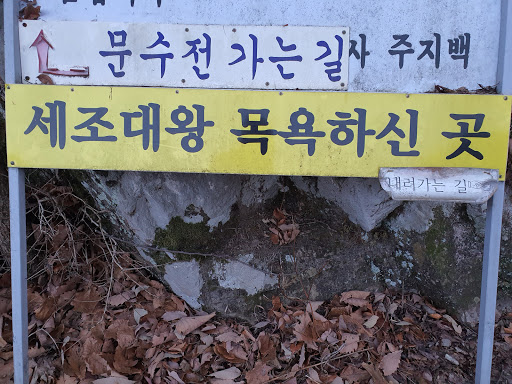 문수전 가는 길
자 주지백
세조대왕 목욕하신 곳
내려가는 길